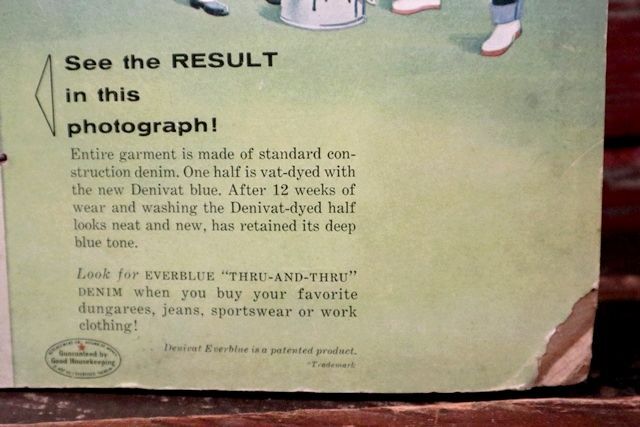 See the RESULT
in this
photograph!
Entire garment is made of standard con-
struction denim. One half is vat-dyed with
the new Denivat blue. After 12 weeks of
wear and washing the Denivat-dyed half
looks neat and new, has retained its deep
blue tone.
Look for EVERBLUE “THRU-AND-THRU”
DENIM when you buy your favorite
dungarees, jeans, sportswear or work
clothing!
Guaranteed by
Good Housekeeping
Denivat Everblue is a patented product.
*Trademark